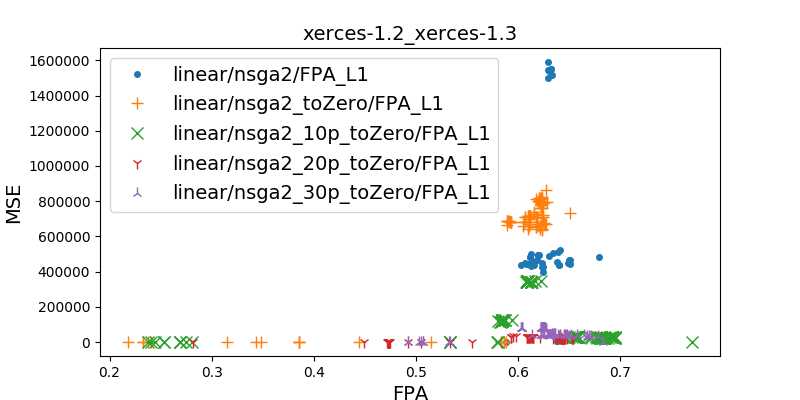 xerces-1.2_xerces-1.3
1600000
1400000
1200000
1000000
800000
600000
400000
200000
0
MSE
linear/nsga2/FPA_L1
linear/nsga2_toZero/FPA_L1
linear/nsga2_10p_toZero/FPA_L1
linear/nsga2_20p_toZero/FPA_L1
linear/nsga2_30p_toZero/FPA_L1
0.2 0.3 0.4 0.5 0.6 0.7
FPA